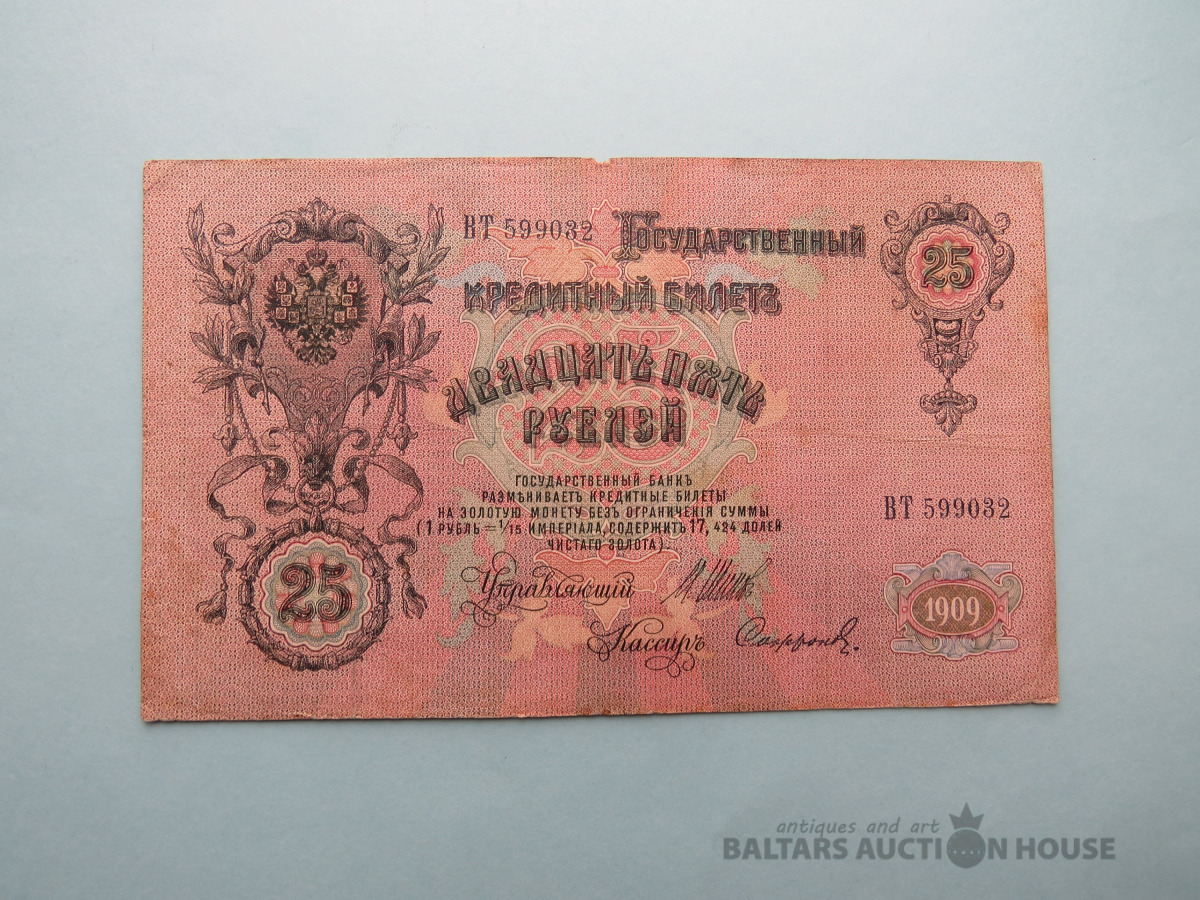 ВТ 599032 Государственный
25
кредитный билетъ
Двадцать пять
рублей
ГОСУДАРСТВЕННЫЙ БАНКЪ
РАЗМѢНИВАЕТЪ КРЕДИТНЫЕ БИЛЕТЫ
НА ЗОЛОТУЮ МОНЕТУ БЕЗЪ ОГРАНИЧЕНІЯ СУММЫ
(1 РУБЛЬ = 1/15 ИМПЕРІАЛА, СОДЕРЖИТЪ 17, 424 ДОЛЕЙ
ЧИСТАГО ЗОЛОТА).
ВТ 599032
25
Управляющій
Кассиръ
1909
antiques and art
BALTARS AUCTION HOUSE